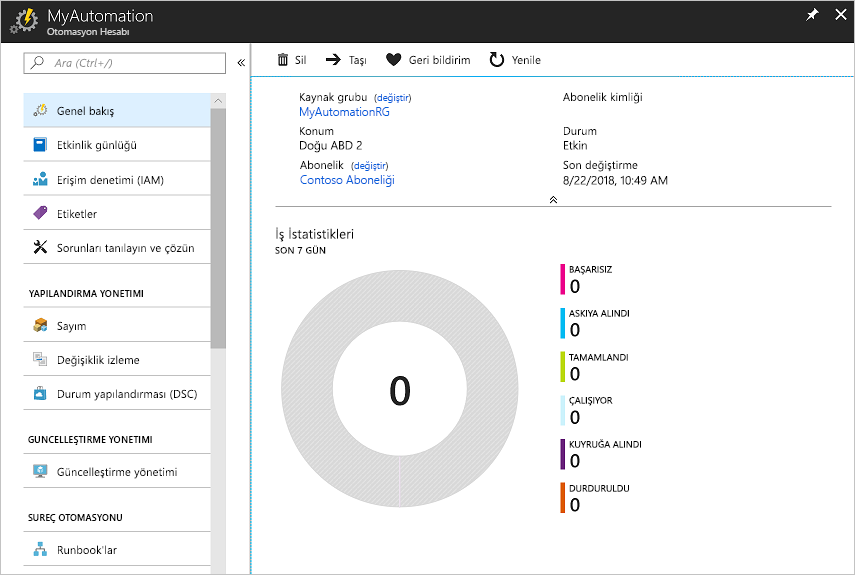 MyAutomation
Otomasyon Hesabı
Ara (Ctrl+/)
Genel bakış
Etkinlik günlüğü
Erişim denetimi (IAM)
Etiketler
Sorunları tanılayın ve çözün
YAPILANDIRMA YONETIMI
Sayım
Değişiklik izleme
Durum yapılandırması (DSC)
GUNCELLEŞTIRME YONETIMI
Güncelleştirme yönetimi
SUREÇ OTOMASYONU
Runbook'lar
Sil
Taşı
Geri bildirim
Yenile
Kaynak grubu (değiştir)
MyAutomationRG
Konum
Doğu ABD 2
Abonelik (değiştir)
Contoso Aboneliği
Abonelik kimliği
Durum
Etkin
Son değiştirme
8/22/2018, 10:49 AM
İş İstatistikleri
SON 7 GÜN
0
BAŞARISIZ
0
ASKIYA ALINDI
0
TAMAMLANDI
0
ÇALIŞIYOR
0
KUYRUĞA ALINDI
0
DURDURULDU
0